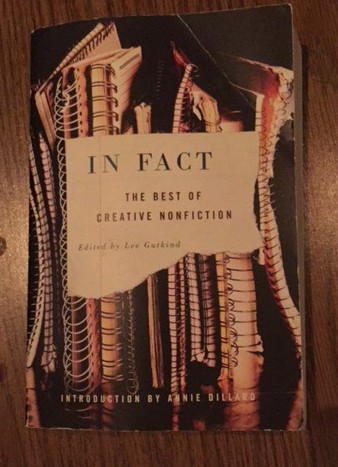 IN FACT
THE BEST OF
CREATIVE NONFICTION
Edited by Lee Gutkind
INTRODUCTION BY ANNIE DILLARD